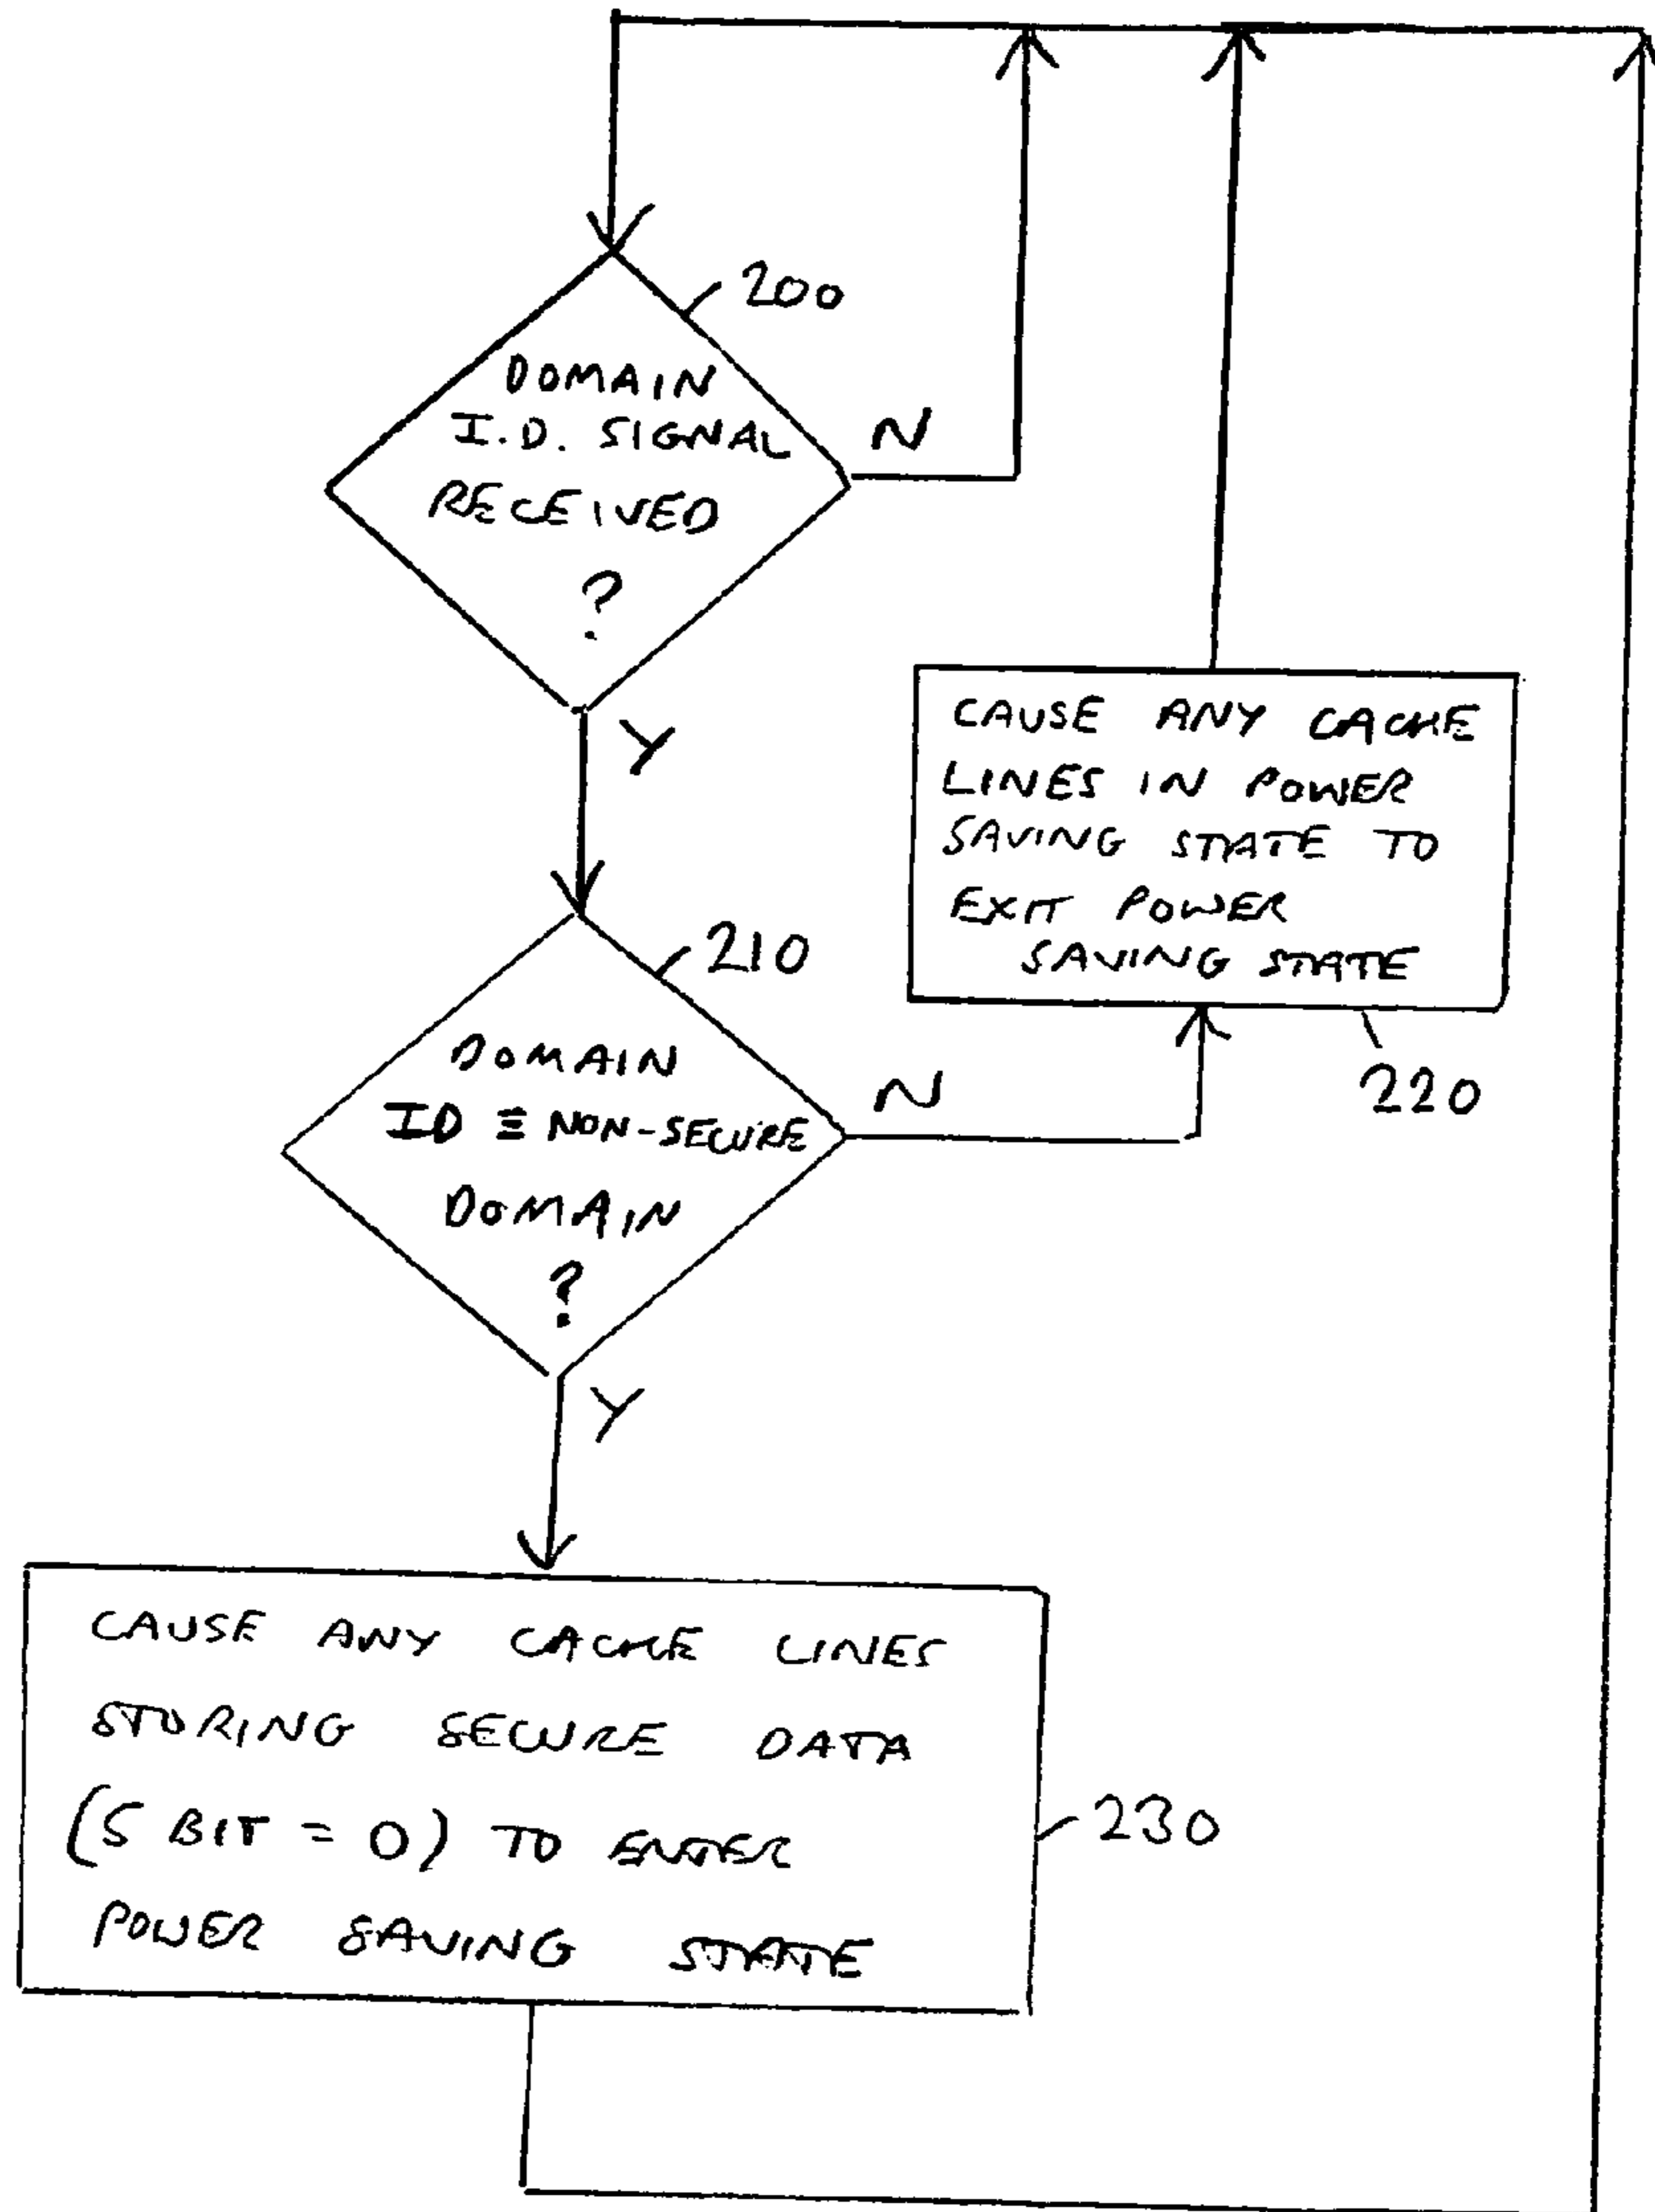 200
DOMAIN
I.D. SIGNAL
RECEIVED
?
N
Y
CAUSE ANY CACHE
LINES IN POWER
SAVING STATE TO
EXIT POWER
SAVING STATE
220
210
DOMAIN
ID ≡ NON-SECURE
DOMAIN
?
N
Y
CAUSE ANY CACHE LINES
STORING SECURE DATA
(S BIT = 0) TO ENTER
POWER SAVING STATE
230